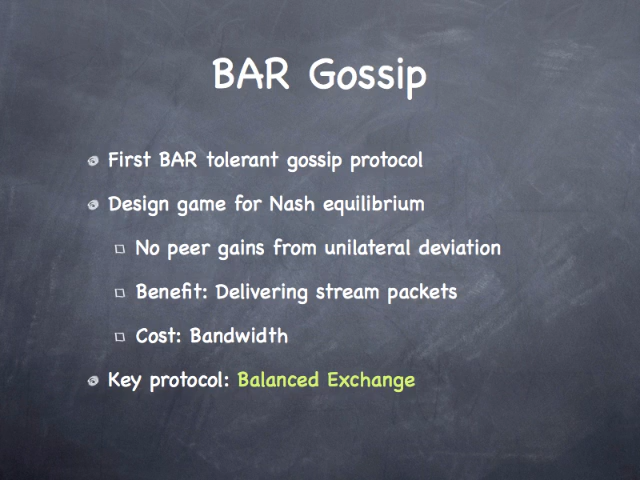 BAR Gossip
First BAR tolerant gossip protocol
Design game for Nash equilibrium
No peer gains from unilateral deviation
Benefit: Delivering stream packets
Cost: Bandwidth
Key protocol: Balanced Exchange